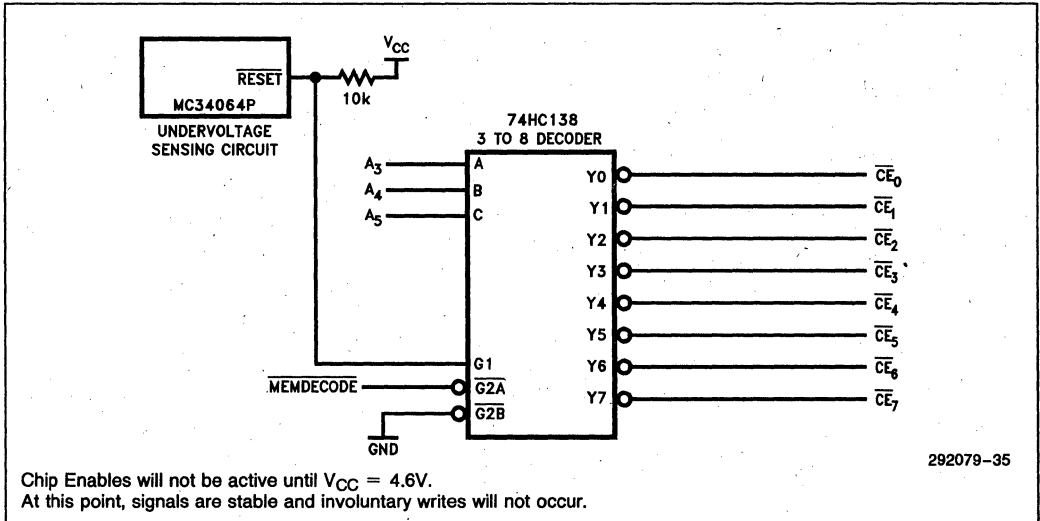 V_CC
RESET
10k
MC34064P
UNDERVOLTAGE
SENSING CIRCUIT
74HC138
3 TO 8 DECODER
A3 A Y0 CE0
A4 B Y1 CE1
A5 C Y2 CE2
Y3 CE3
Y4 CE4
Y5 CE5
G1 Y6 CE6
MEMDECODE G2A Y7 CE7
G2B
GND
292079-35
Chip Enables will not be active until VCC = 4.6V.
At this point, signals are stable and involuntary writes will not occur.